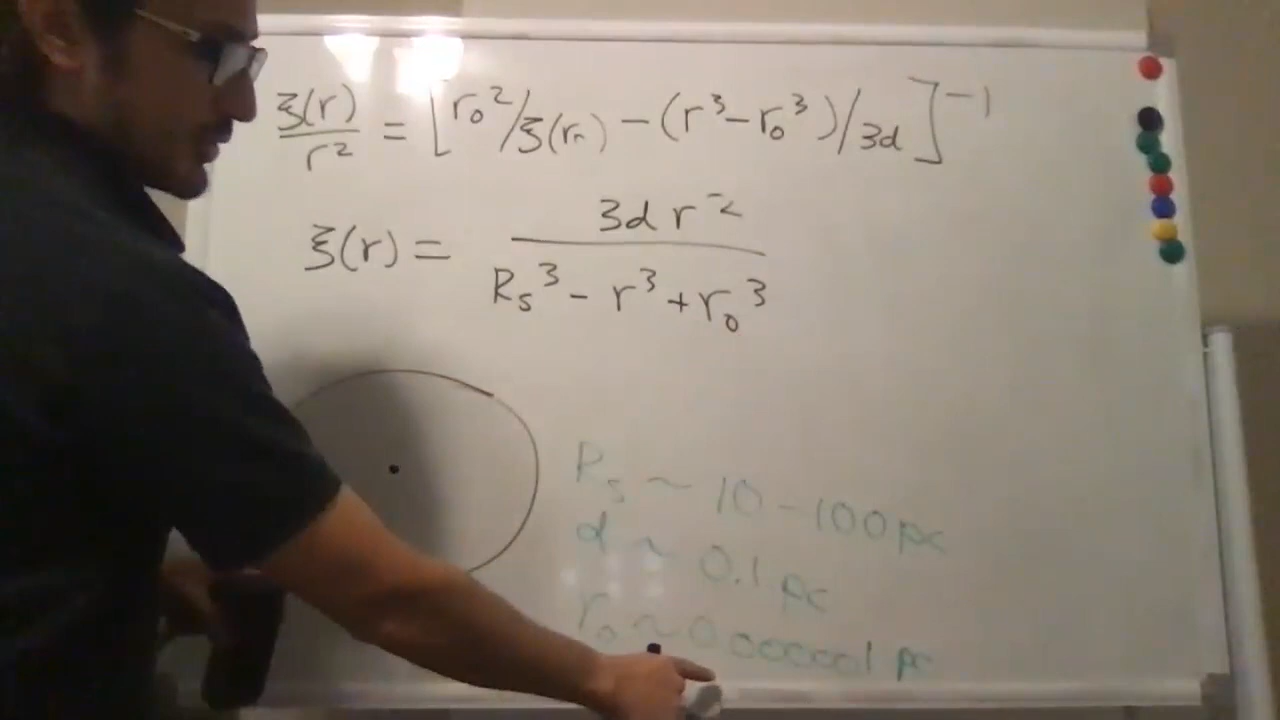 ξ(r)/r² = [r₀²/ξ(r₀) – (r³–r₀³)/3d]⁻¹
ξ(r) = 3d r² / (Rₛ³ – r³ + r₀³)
Rₛ ~ 10–100 pc
d ~ 0.1 pc
r₀ ~ 0.000001 pc